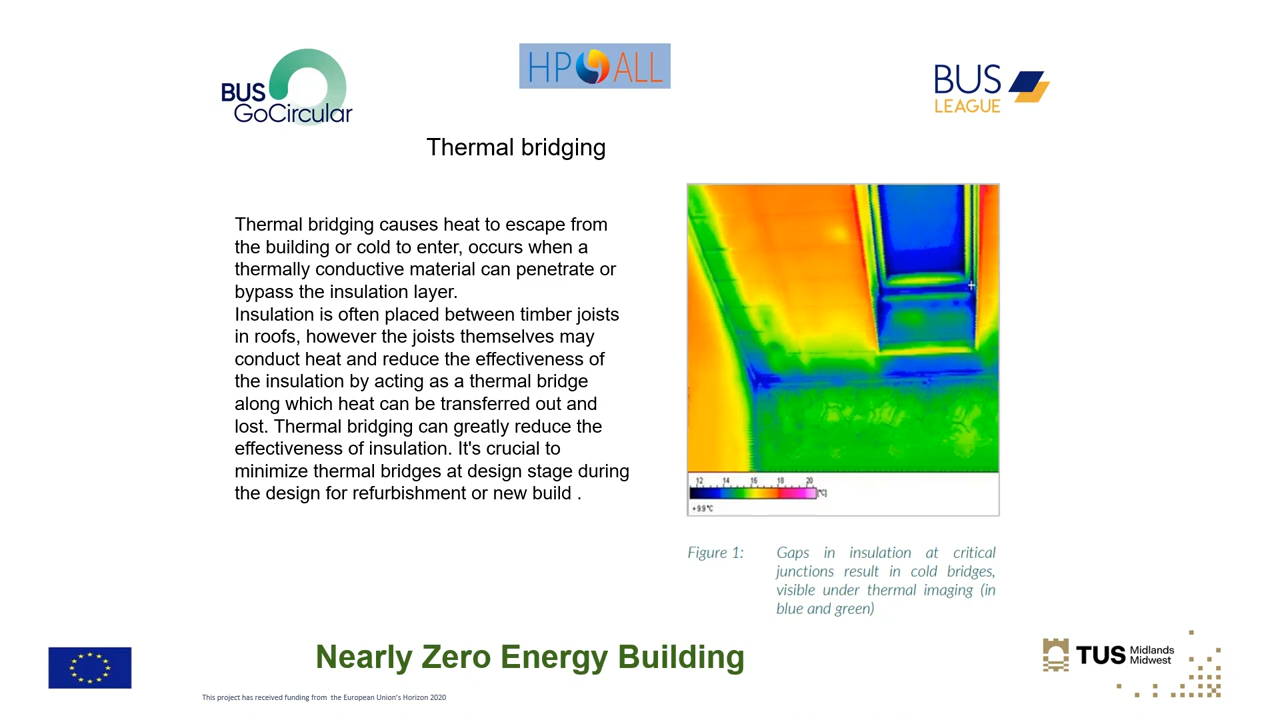 BUS
GoCircular
HP ALL
BUS
LEAGUE
Thermal bridging
Thermal bridging causes heat to escape from
the building or cold to enter, occurs when a
thermally conductive material can penetrate or
bypass the insulation layer.
Insulation is often placed between timber joists
in roofs, however the joists themselves may
conduct heat and reduce the effectiveness of
the insulation by acting as a thermal bridge
along which heat can be transferred out and
lost. Thermal bridging can greatly reduce the
effectiveness of insulation. It's crucial to
minimize thermal bridges at design stage during
the design for refurbishment or new build .
12 14 16 18 20
[°C]
+9.9 °C
Figure 1: Gaps in insulation at critical
junctions result in cold bridges,
visible under thermal imaging (in
blue and green)
Nearly Zero Energy Building
TUS Midlands
Midwest
This project has received funding from the European Union's Horizon 2020